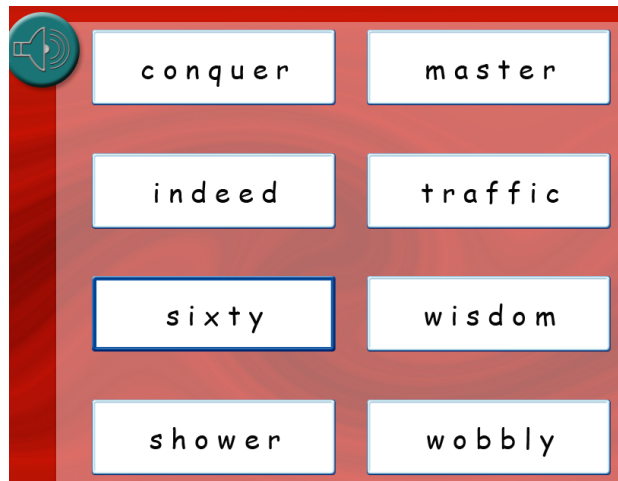 conquer master
indeed traffic
sixty wisdom
shower wobbly